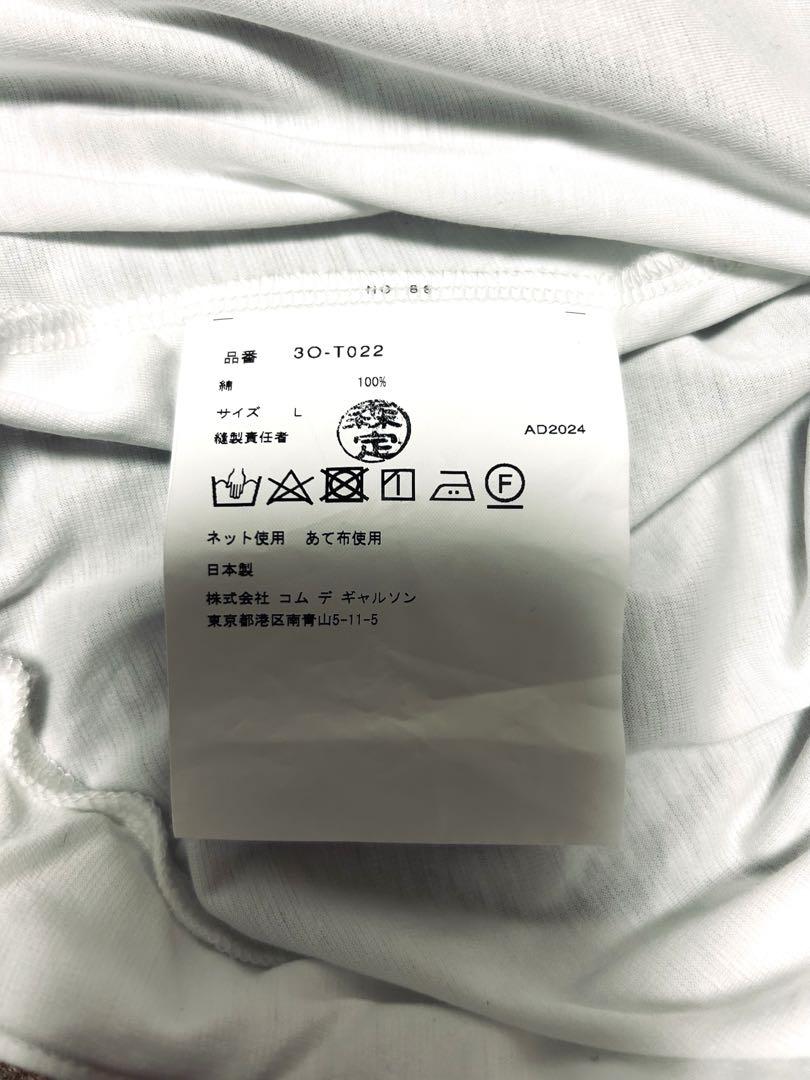 NO 88
品番 3O-T022
綿 100%
サイズ L
縫製責任者 AD2024
F
ネット使用 あて布使用
日本製
株式会社 コム デ ギャルソン
東京都港区南青山5-11-5